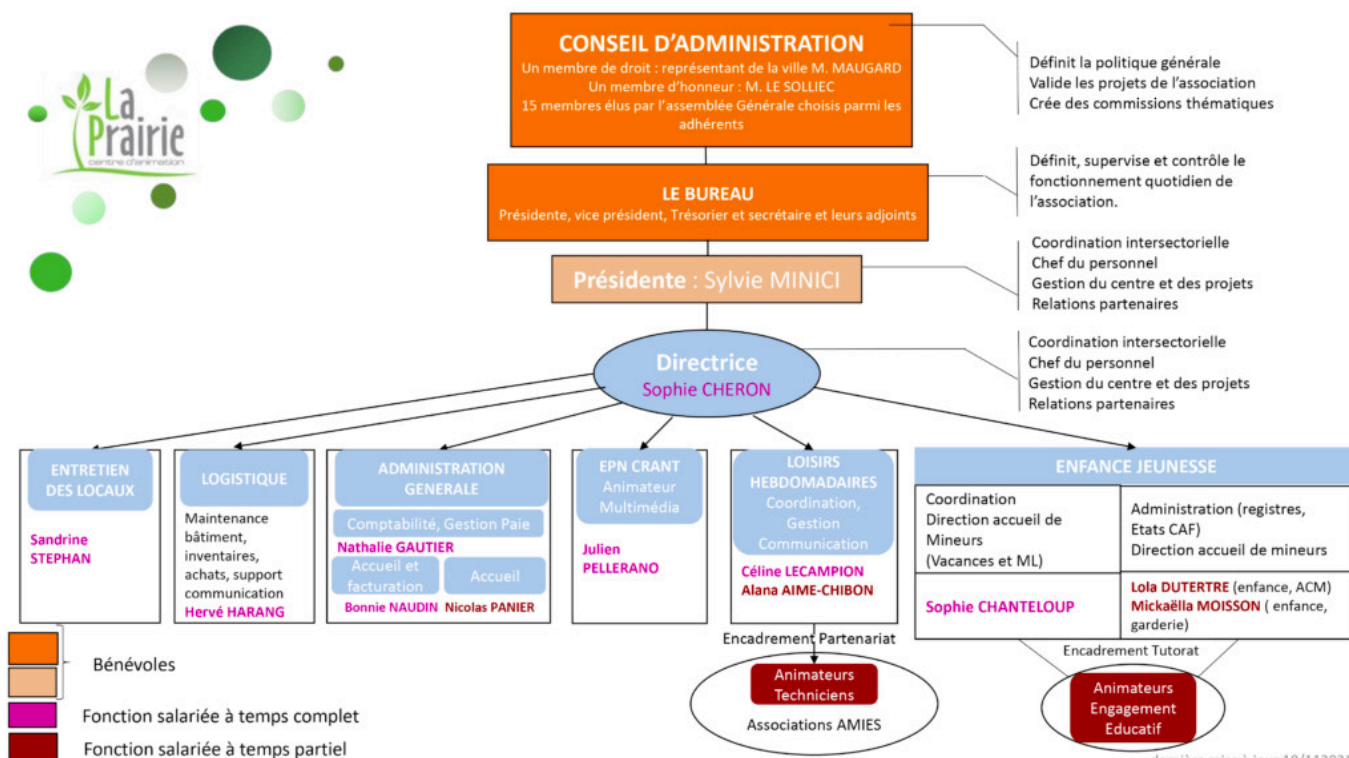 La
Prairie
centre d'animation
CONSEIL D'ADMINISTRATION
Un membre de droit : représentant de la ville M. MAUGARD
Un membre d'honneur : M. LE SOLLIEC
15 membres élus par l'assemblée Générale choisis parmi les
adhérents
Définit la politique générale
Valide les projets de l'association
Crée des commissions thématiques
LE BUREAU
Présidente, vice président, Trésorier et secrétaire et leurs adjoints
Définit, supervise et contrôle le
fonctionnement quotidien de
l'association.
Présidente : Sylvie MINICI
Coordination intersectorielle
Chef du personnel
Gestion du centre et des projets
Relations partenaires
Directrice
Sophie CHERON
Coordination intersectorielle
Chef du personnel
Gestion du centre et des projets
Relations partenaires
ENTRETIEN
DES LOCAUX
Sandrine
STEPHAN
LOGISTIQUE
Maintenance
bâtiment,
inventaires,
achats, support
communication
Hervé HARANG
ADMINISTRATION
GENERALE
Comptabilité, Gestion Paie
Nathalie GAUTIER
Accueil et
facturation
Bonnie NAUDIN
Accueil
Nicolas PANIER
EPN CRANT
Animateur
Multimédia
Julien
PELLERANO
LOISIRS
HEBDOMADAIRES
Coordination,
Gestion
Communication
Céline LECAMPION
Alana AIME-CHIBON
Encadrement Partenariat
Animateurs
Techniciens
Associations AMIES
ENFANCE JEUNESSE
Coordination
Direction accueil de
Mineurs
(Vacances et ML)
Sophie CHANTELOUP
Administration (registres,
Etats CAF)
Direction accueil de mineurs
Lola DUTERTRE (enfance, ACM)
Mickaëlla MOISSON ( enfance,
garderie)
Encadrement Tutorat
Animateurs
Engagement
Educatif
Bénévoles
Fonction salariée à temps complet
Fonction salariée à temps partiel